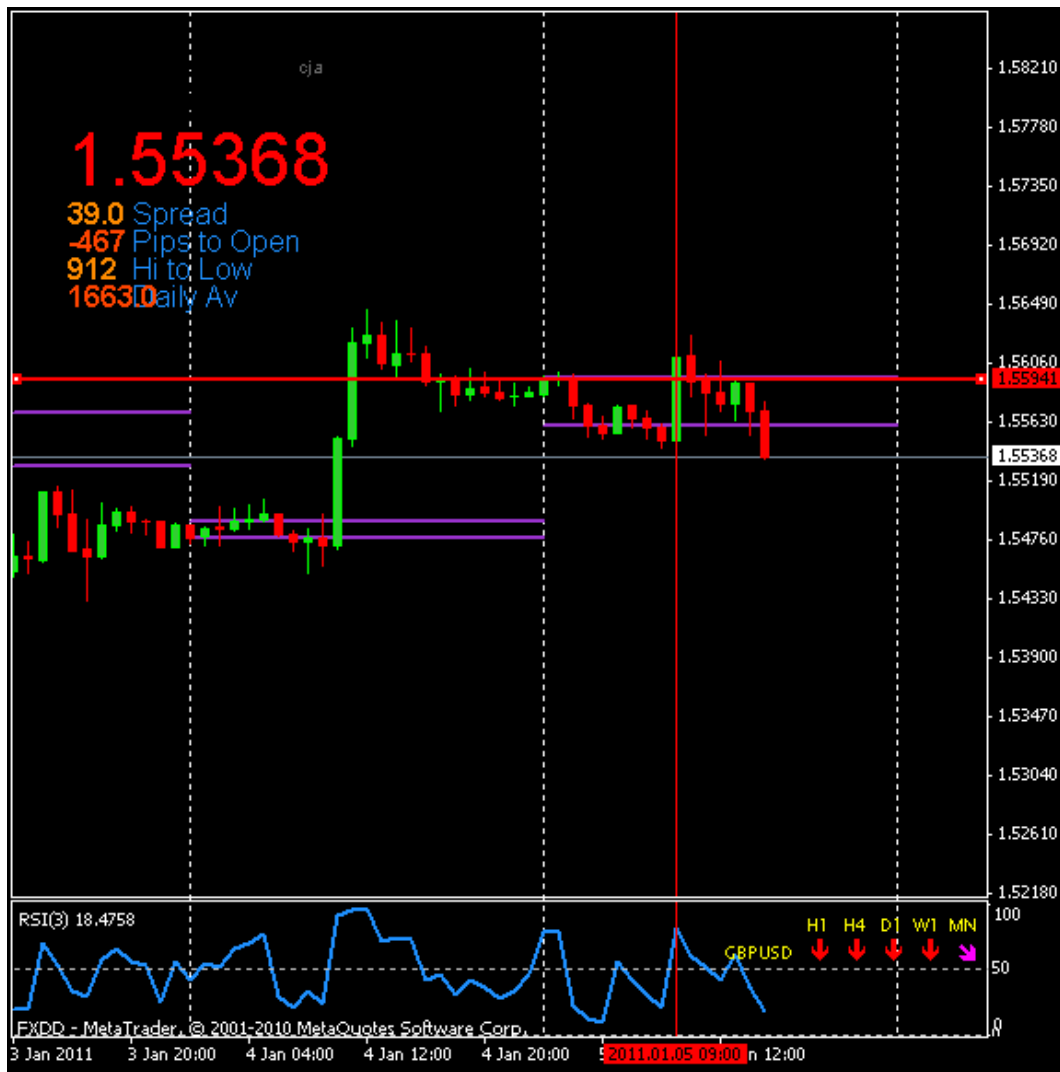 cja
1.58210
1.57780
1.57350
1.56920
1.56490
1.56060
1.55941
1.55630
1.55368
1.55190
1.54760
1.54330
1.53900
1.53470
1.53040
1.52610
1.52180
1.55368
39.0 Spread
-467 Pips to Open
912 Hi to Low
1663.0 Daily Av
RSI(3) 18.4758
H1 H4 D1 W1 MN
GBPUSD
100
50
0
FXDD - MetaTrader, © 2001-2010 MetaQuotes Software Corp.
3 Jan 2011 3 Jan 20:00 4 Jan 04:00 4 Jan 12:00 4 Jan 20:00 2011.01.05 09:00 12:00